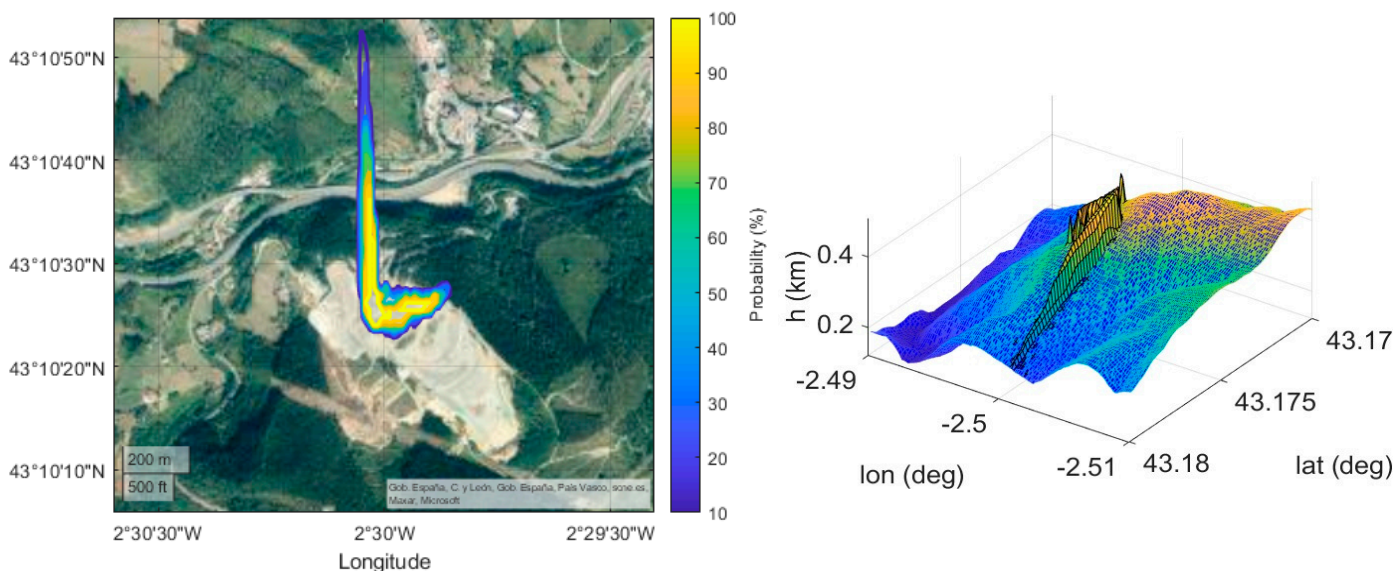 43°10'50"N
43°10'40"N
43°10'30"N
43°10'20"N
43°10'10"N
200 m
500 ft
Gob. España, C. y León, Gob. España, País Vasco, scne.es,
Maxar, Microsoft
2°30'30"W
2°30'W
2°29'30"W
Longitude
100
90
80
70
60
50
40
30
20
10
Probability (%)
h (km)
0.4
0.2
-2.49
-2.5
-2.51
lon (deg)
43.17
43.175
43.18
lat (deg)